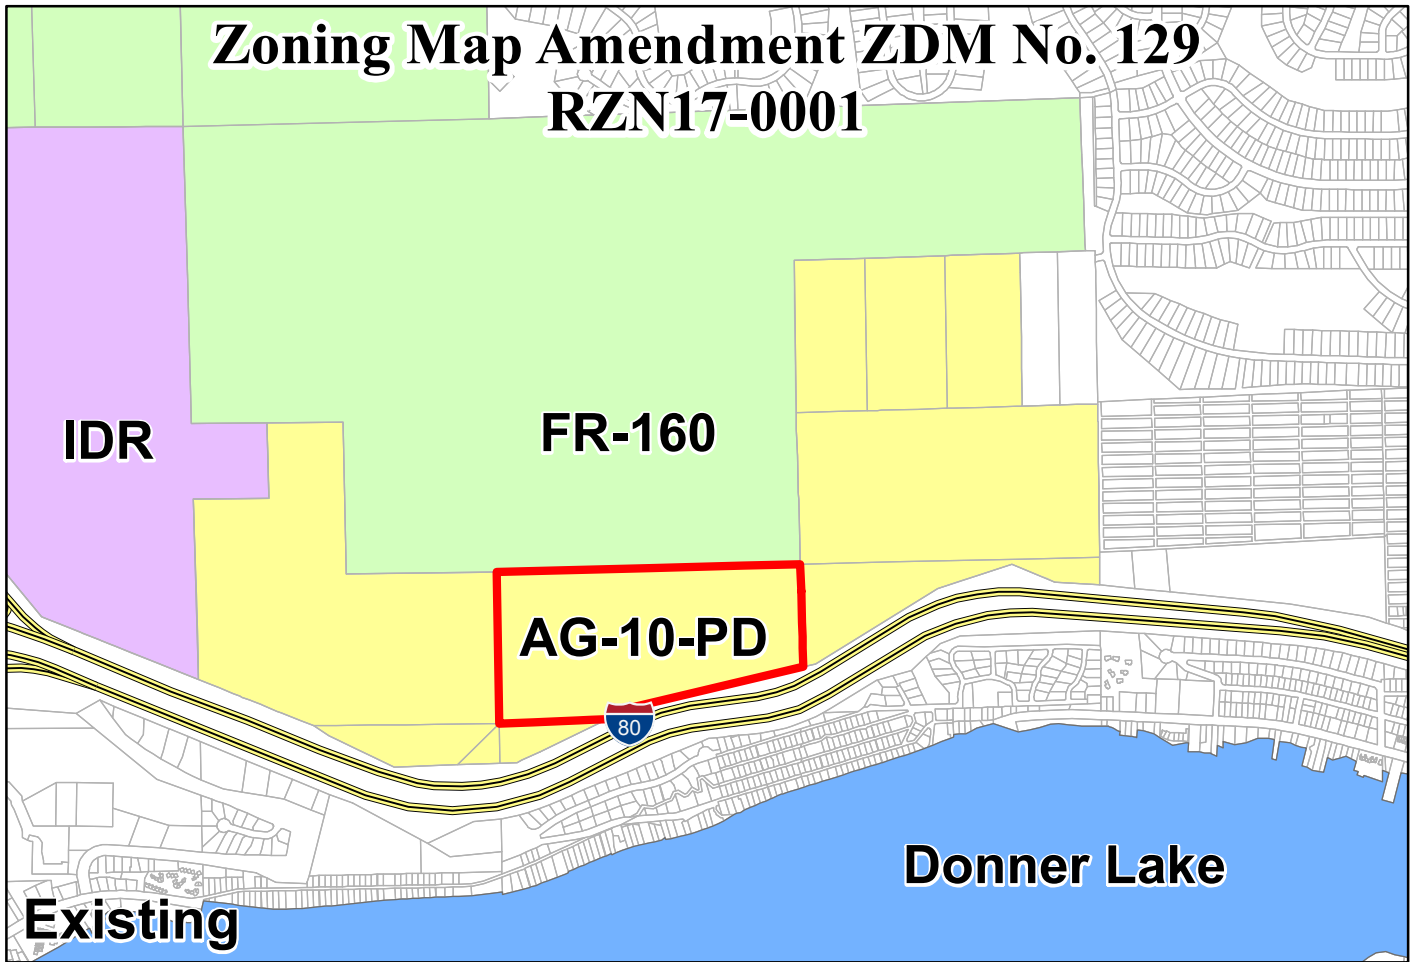 Zoning Map Amendment ZDM No. 129
RZN17-0001
IDR
FR-160
AG-10-PD
80
Donner Lake
Existing